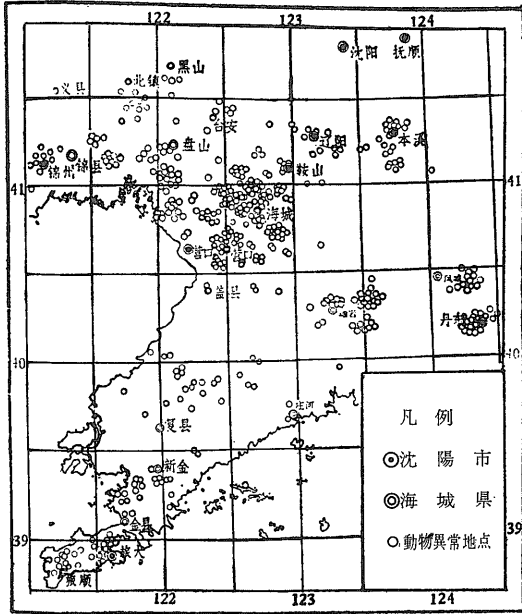 122 123 124
沈阳 抚顺
黑山
北镇
义县
台安
辽阳
本溪
盘山
锦县
锦州
鞍山
41 41
海城
营口 营口
盖县
岫岩
丹东
40 40
庄河
复县
凡例
◉沈陽市
◎海城県
○動物異常地点
新金
金县
39 39
旅大
旅顺
122 123 124